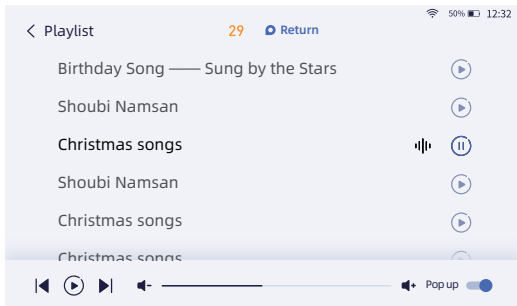 50% 12:32
Playlist 29 Return
Birthday Song —— Sung by the Stars
Shoubi Namsan
Christmas songs
Shoubi Namsan
Christmas songs
Christmas songs
Pop up